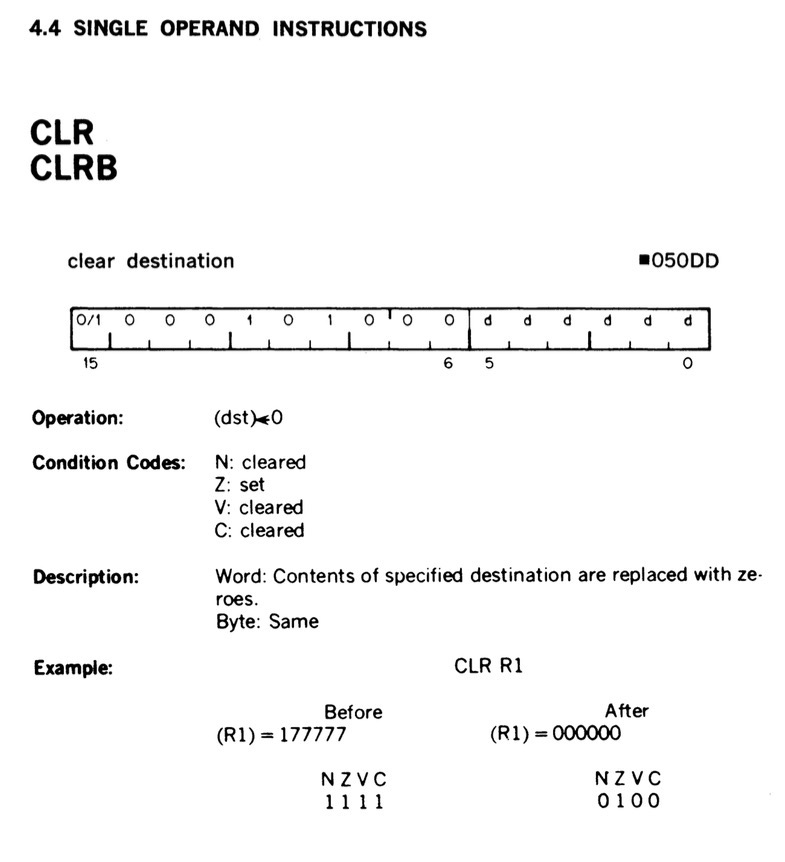 4.4 SINGLE OPERAND INSTRUCTIONS
CLR
CLRB
clear destination ■050DD
0/1 0 0 0 1 0 1 0 0 0 d d d d d d
15 6 5 0
Operation: (dst)←0
Condition Codes: N: cleared
Z: set
V: cleared
C: cleared
Description: Word: Contents of specified destination are replaced with ze-
roes.
Byte: Same
Example: CLR R1
Before After
(R1) = 177777 (R1) = 000000
N Z V C N Z V C
1 1 1 1 0 1 0 0